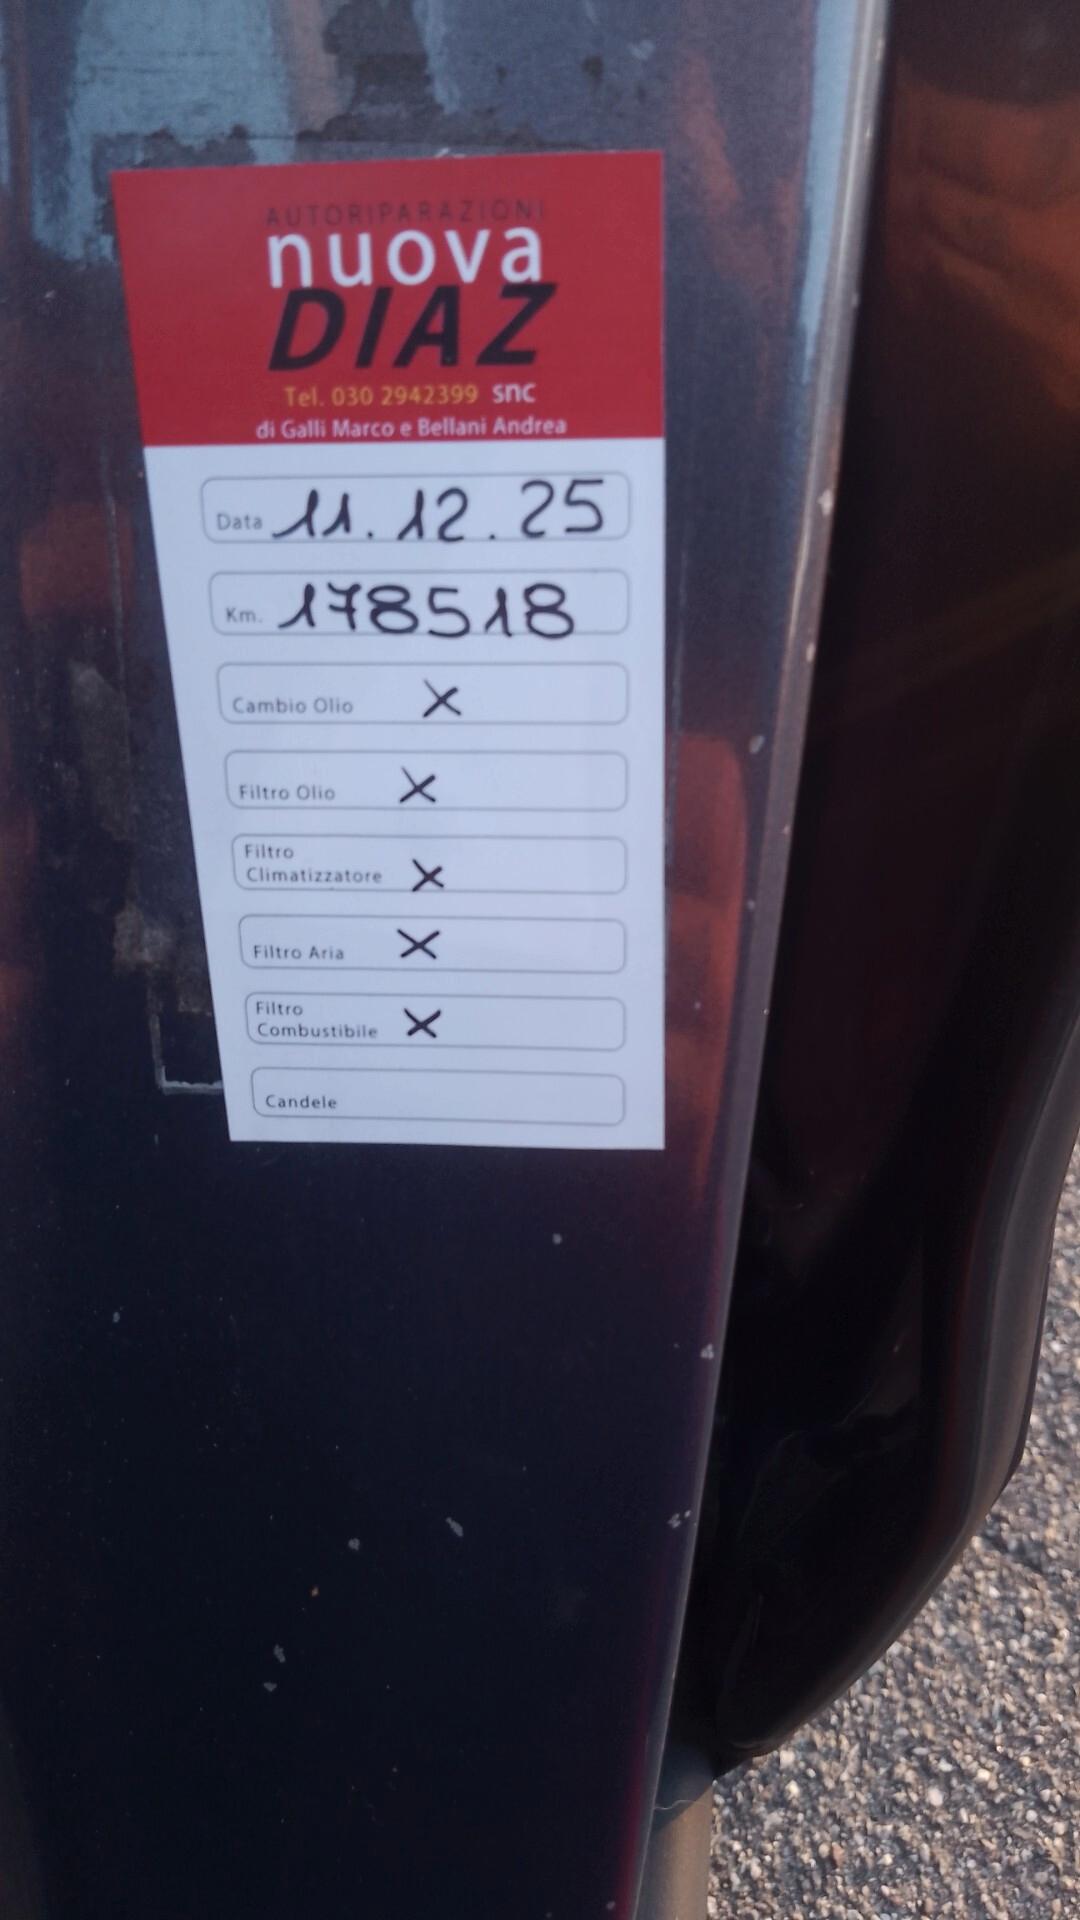 AUTORIPARAZIONI
nuova
DIAZ
Tel. 030 2942399 snc
di Galli Marco e Bellani Andrea
Data 11.12.25
Km. 178518
Cambio Olio X
Filtro Olio X
Filtro
Climatizzatore X
Filtro Aria X
Filtro
Combustibile X
Candele